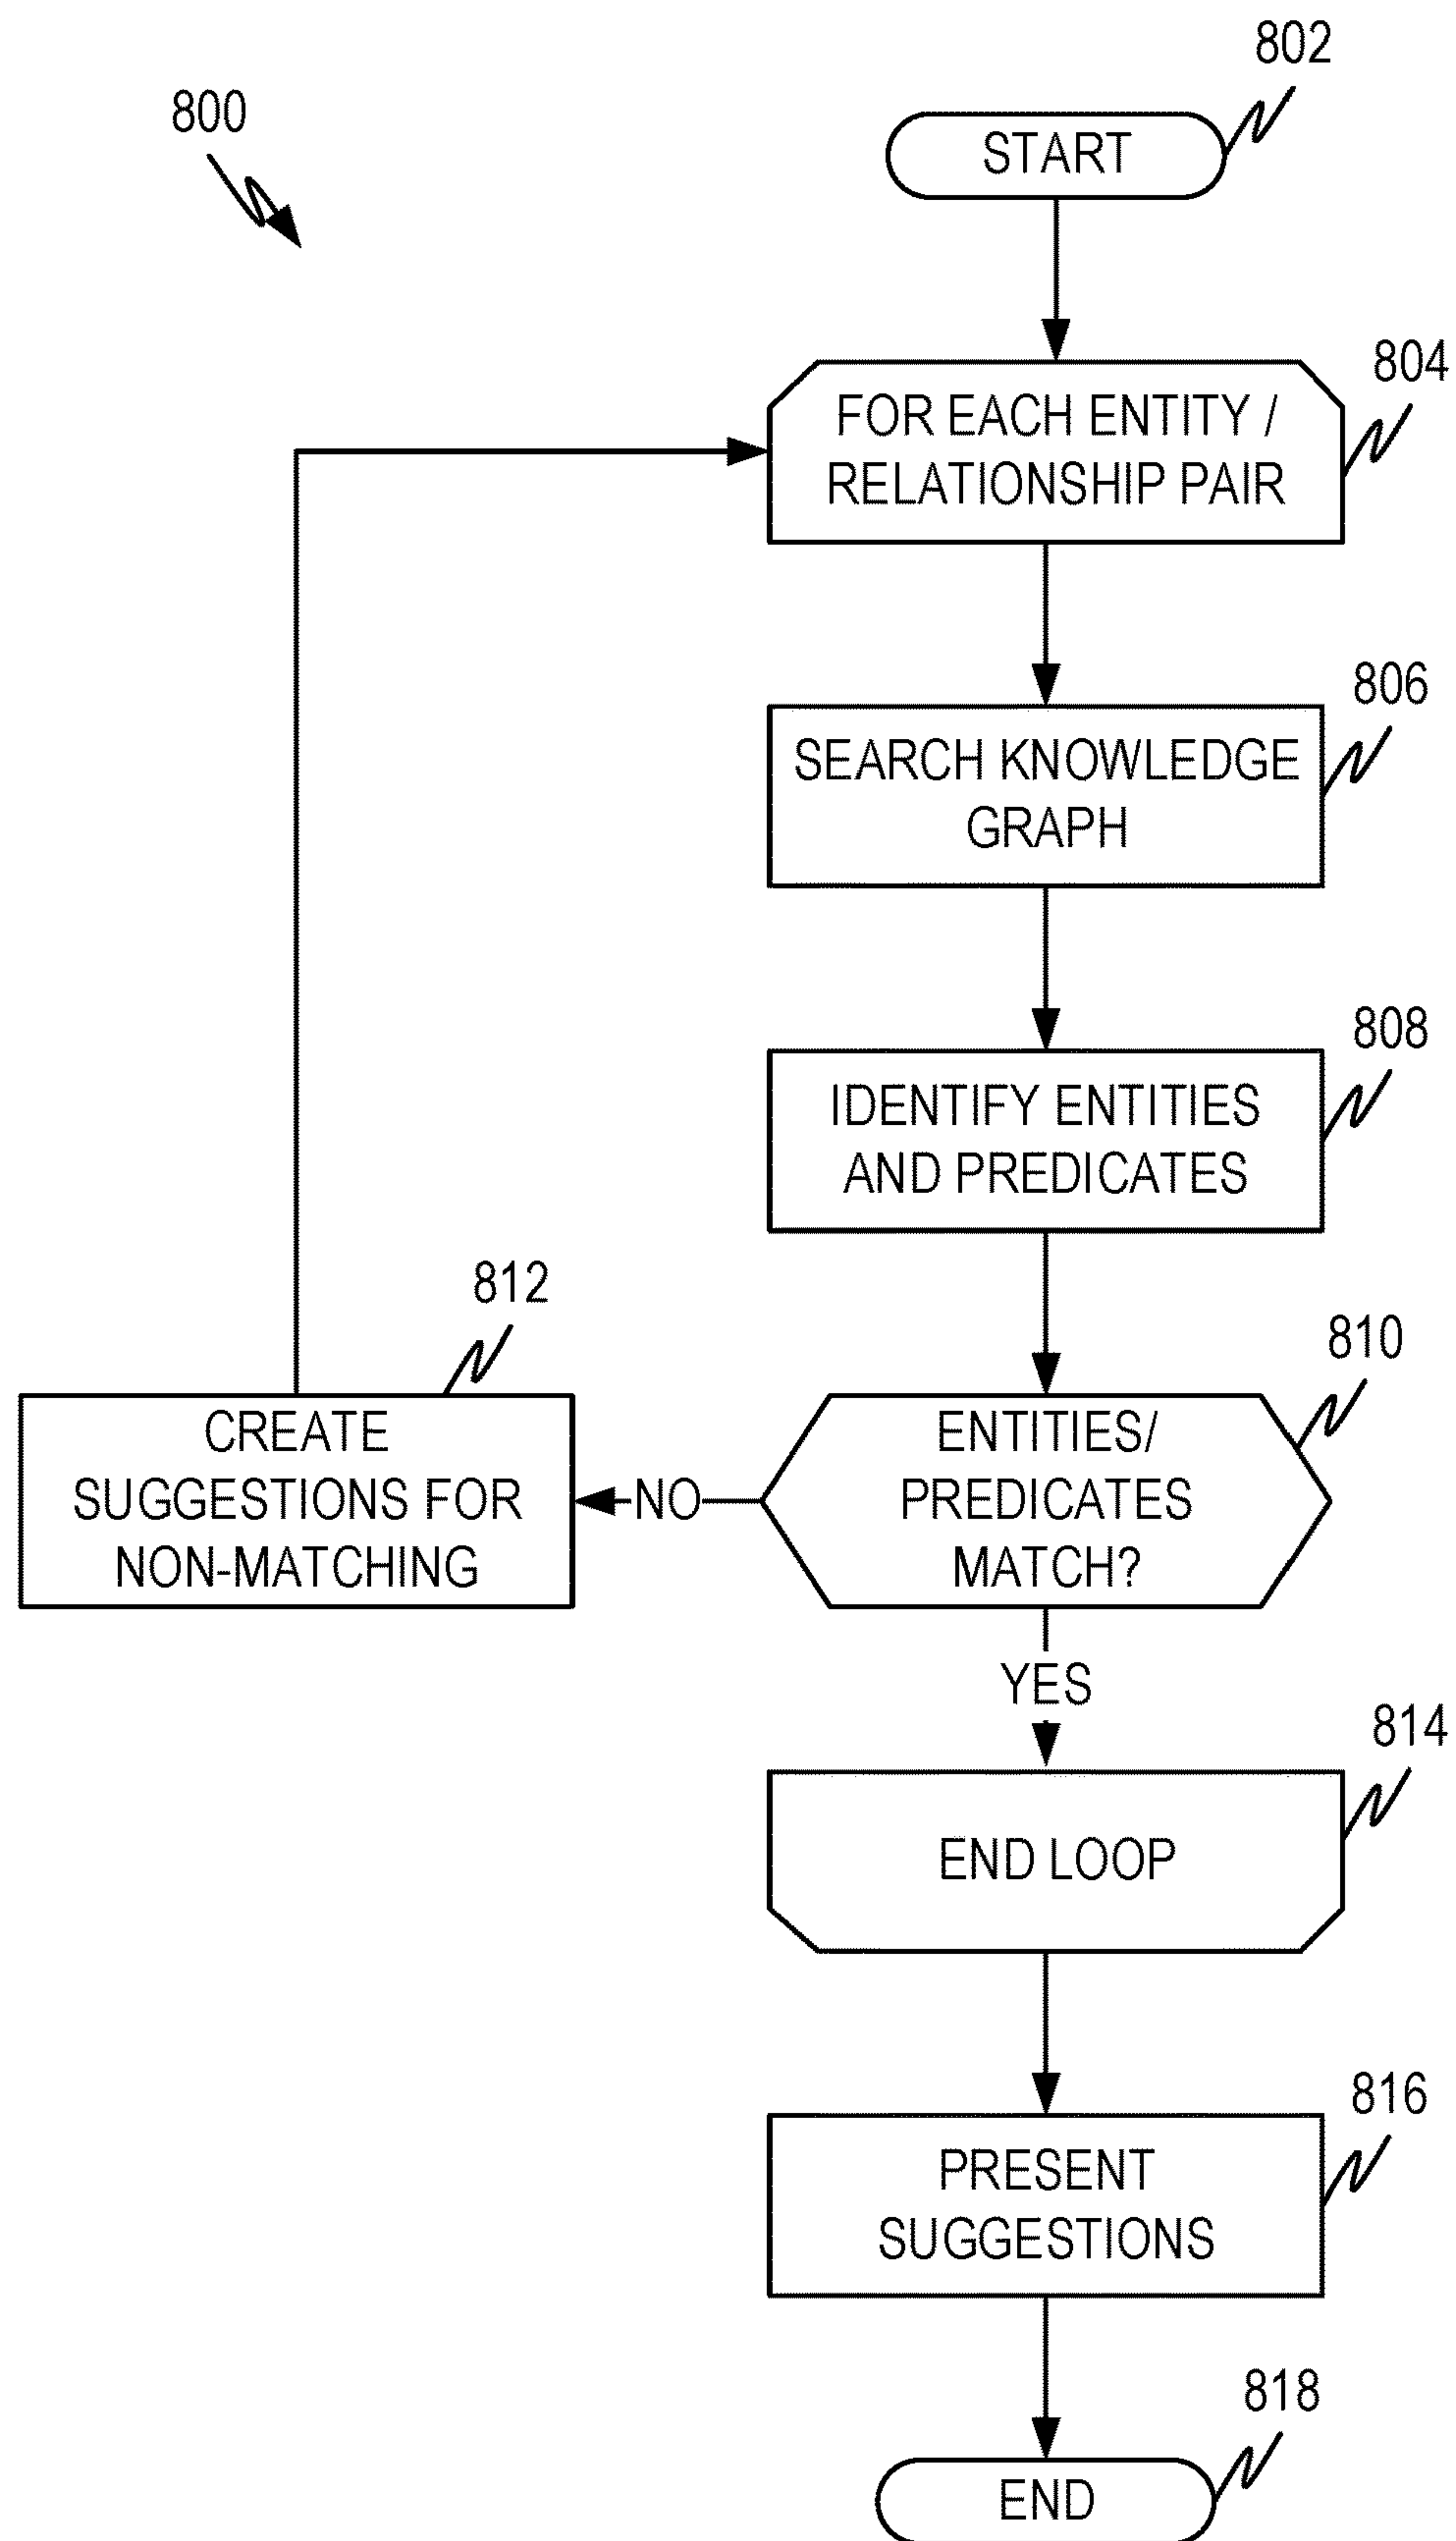 802
800
START
804
FOR EACH ENTITY /
RELATIONSHIP PAIR
806
SEARCH KNOWLEDGE
GRAPH
808
IDENTIFY ENTITIES
AND PREDICATES
812
810
CREATE
SUGGESTIONS FOR
NON-MATCHING
NO
ENTITIES/
PREDICATES
MATCH?
YES
814
END LOOP
816
PRESENT
SUGGESTIONS
818
END